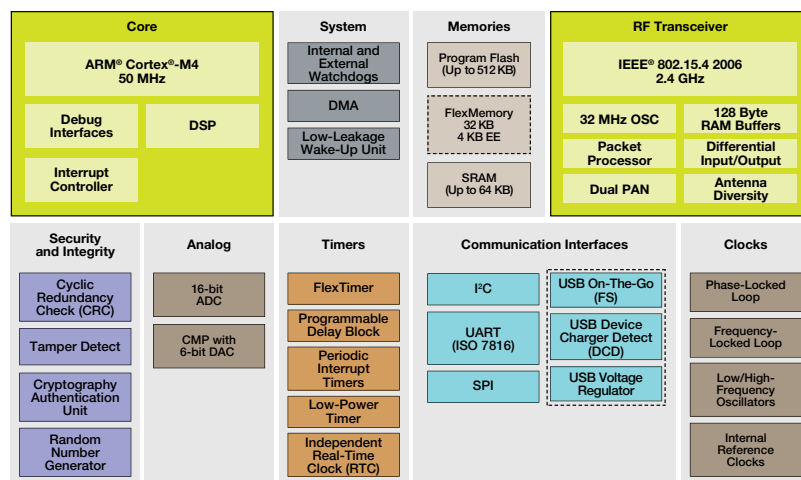 Core
ARM® Cortex®-M4
50 MHz
Debug
Interfaces
DSP
Interrupt
Controller
System
Internal and
External
Watchdogs
DMA
Low-Leakage
Wake-Up Unit
Memories
Program Flash
(Up to 512 KB)
FlexMemory
32 KB
4 KB EE
SRAM
(Up to 64 KB)
RF Transceiver
IEEE® 802.15.4 2006
2.4 GHz
32 MHz OSC
128 Byte
RAM Buffers
Packet
Processor
Differential
Input/Output
Dual PAN
Antenna
Diversity
Security
and Integrity
Cyclic
Redundancy
Check (CRC)
Tamper Detect
Cryptography
Authentication
Unit
Random
Number
Generator
Analog
16-bit
ADC
CMP with
6-bit DAC
Timers
FlexTimer
Programmable
Delay Block
Periodic
Interrupt
Timers
Low-Power
Timer
Independent
Real-Time
Clock (RTC)
Communication Interfaces
I²C
UART
(ISO 7816)
SPI
USB On-The-Go
(FS)
USB Device
Charger Detect
(DCD)
USB Voltage
Regulator
Clocks
Phase-Locked
Loop
Frequency-
Locked Loop
Low/High-
Frequency
Oscillators
Internal
Reference
Clocks